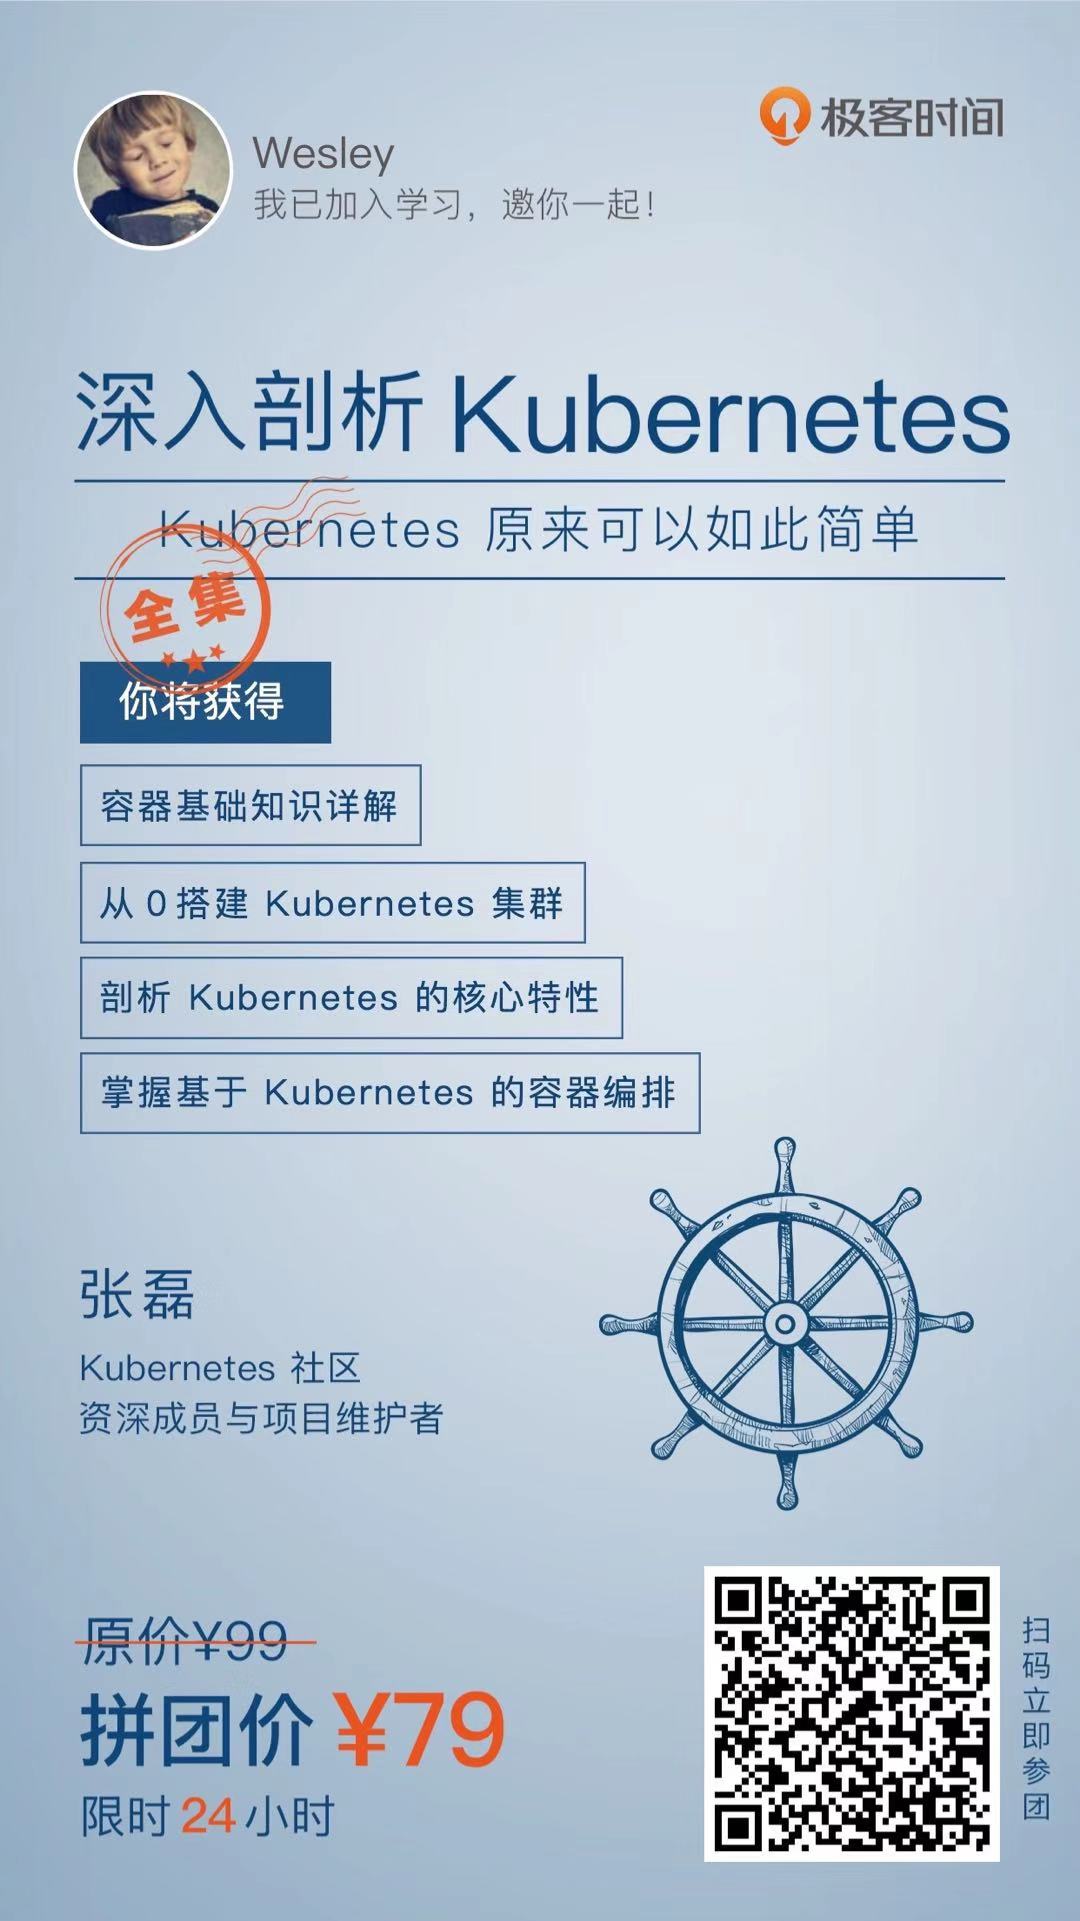 极客时间
Wesley
我已加入学习，邀你一起！
深入剖析 Kubernetes
Kubernetes 原来可以如此简单
全集
你将获得
容器基础知识详解
从0搭建 Kubernetes 集群
剖析 Kubernetes 的核心特性
掌握基于 Kubernetes 的容器编排
张磊
Kubernetes 社区
资深成员与项目维护者
原价¥99
拼团价 ¥79
限时 24 小时
扫码立即参团